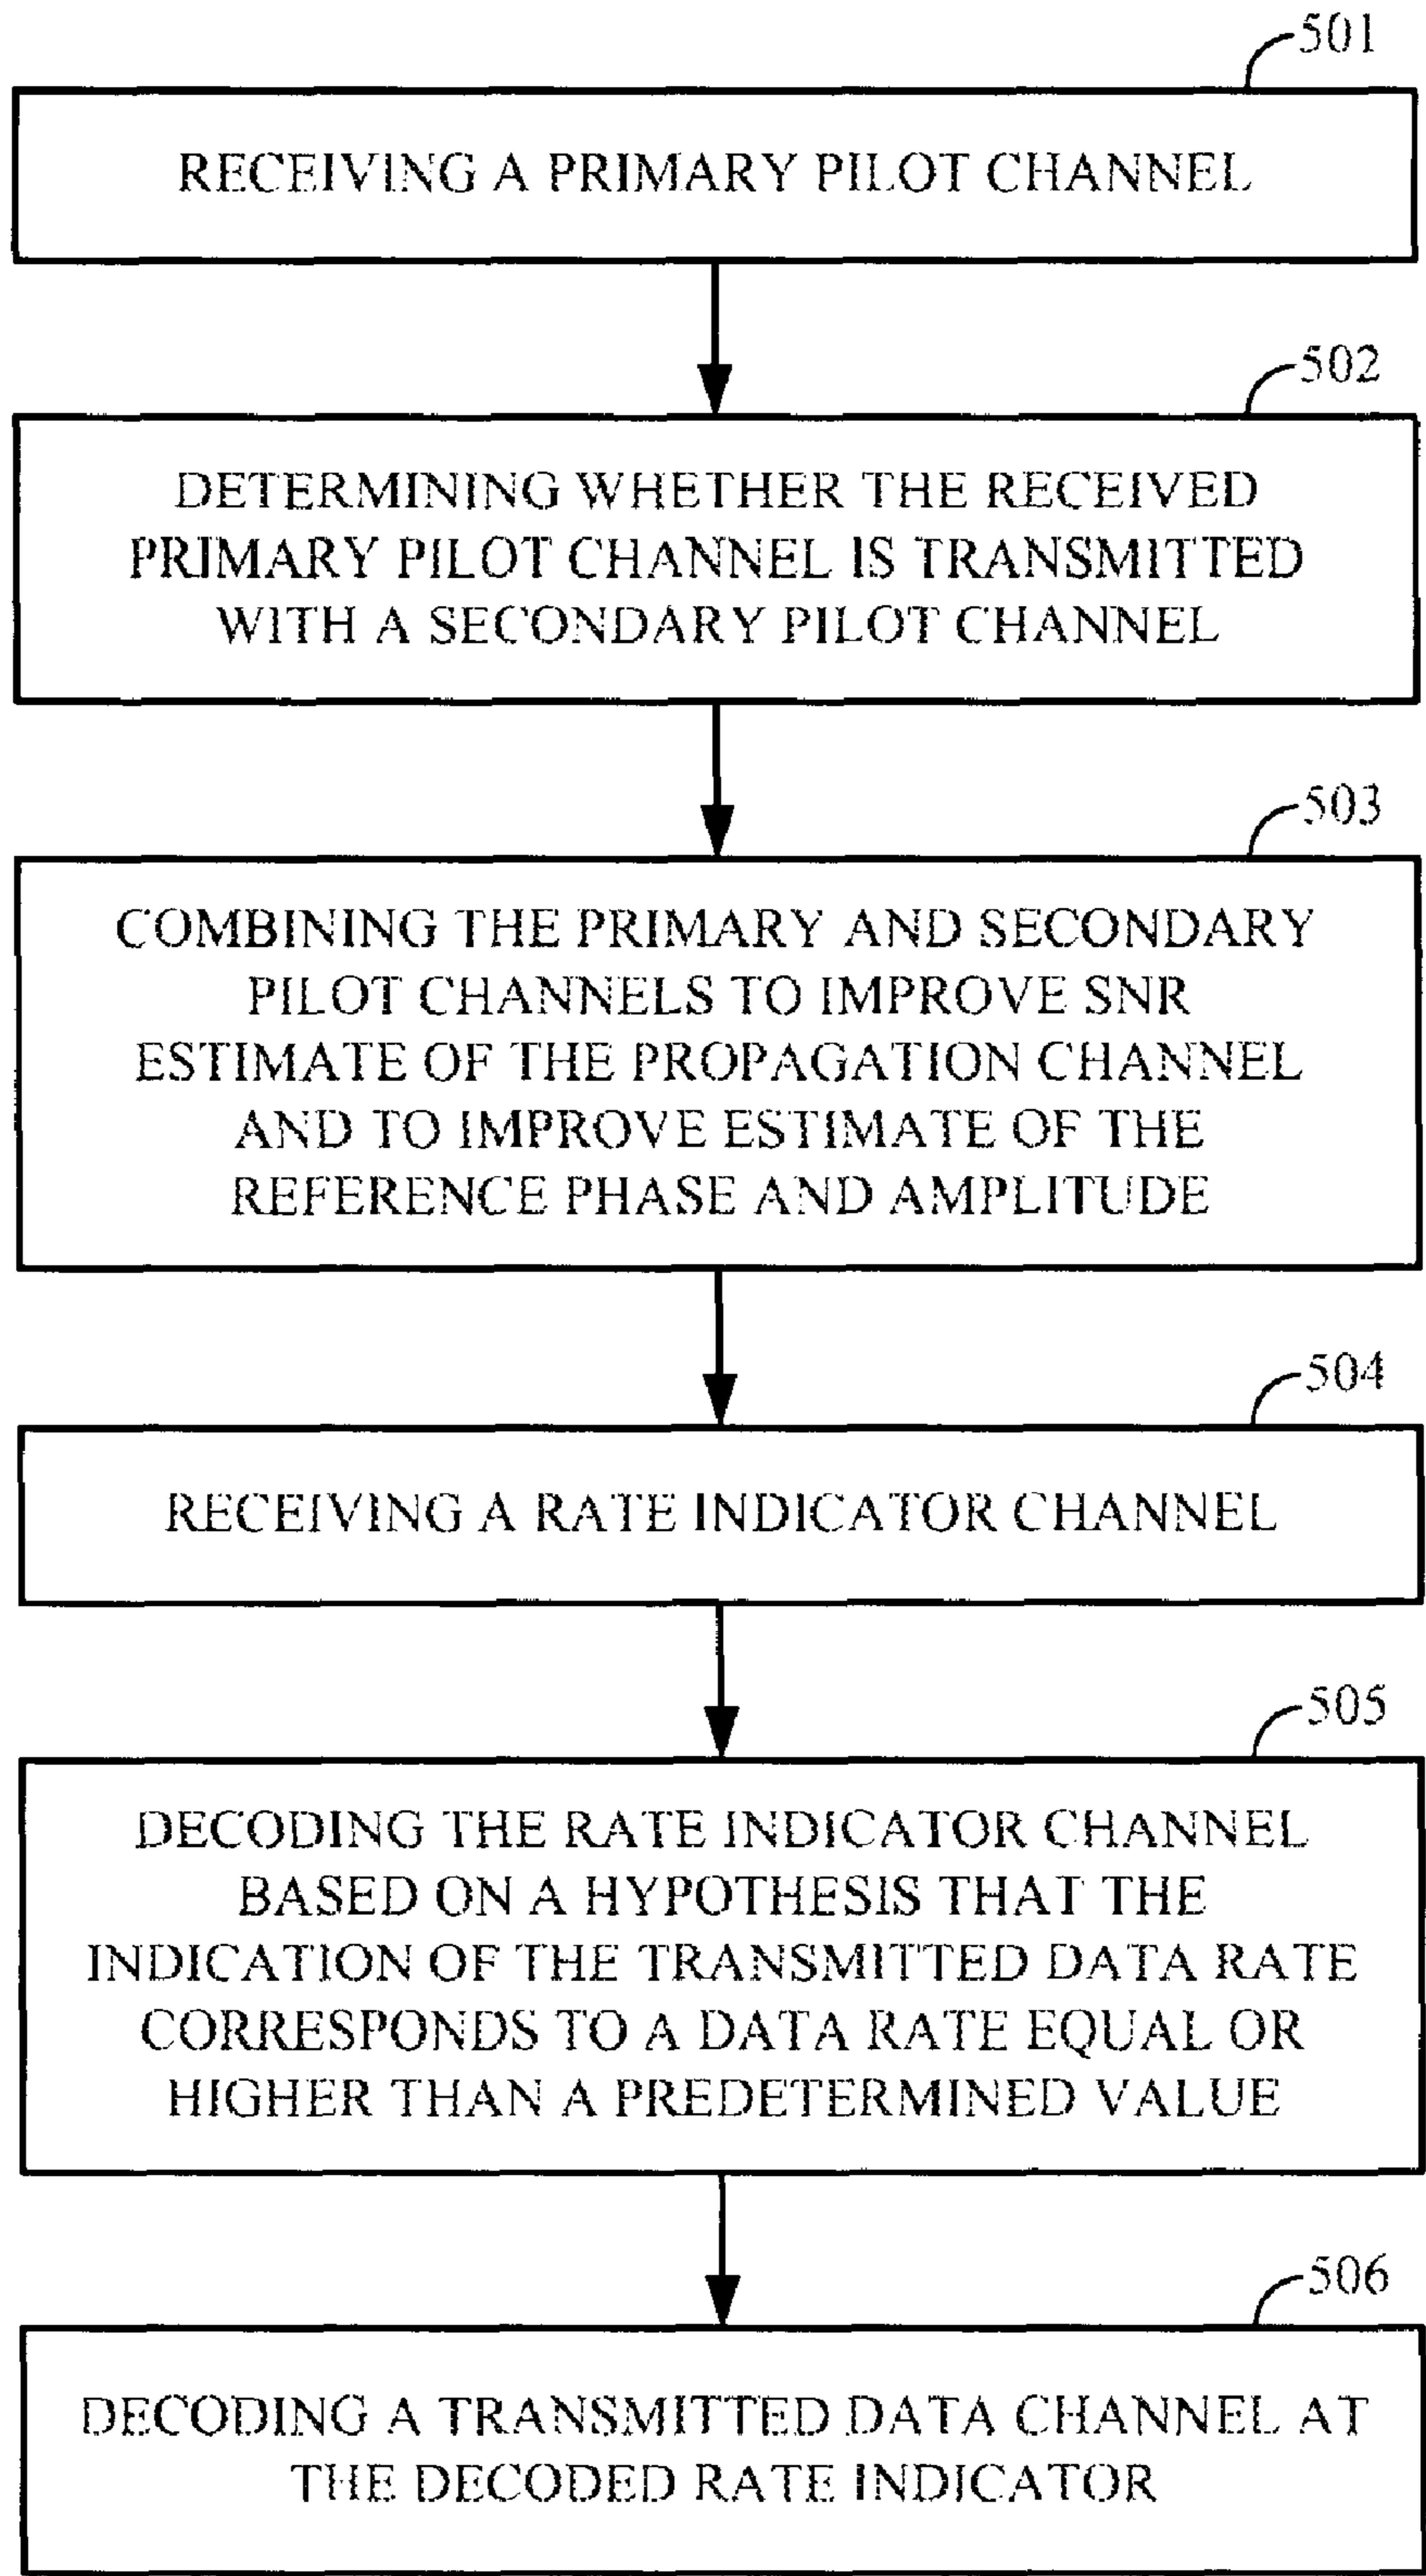 501
RECEIVING A PRIMARY PILOT CHANNEL
502
DETERMINING WHETHER THE RECEIVED
PRIMARY PILOT CHANNEL IS TRANSMITTED
WITH A SECONDARY PILOT CHANNEL
503
COMBINING THE PRIMARY AND SECONDARY
PILOT CHANNELS TO IMPROVE SNR
ESTIMATE OF THE PROPAGATION CHANNEL
AND TO IMPROVE ESTIMATE OF THE
REFERENCE PHASE AND AMPLITUDE
504
RECEIVING A RATE INDICATOR CHANNEL
505
DECODING THE RATE INDICATOR CHANNEL
BASED ON A HYPOTHESIS THAT THE
INDICATION OF THE TRANSMITTED DATA RATE
CORRESPONDS TO A DATA RATE EQUAL OR
HIGHER THAN A PREDETERMINED VALUE
506
DECODING A TRANSMITTED DATA CHANNEL AT
THE DECODED RATE INDICATOR